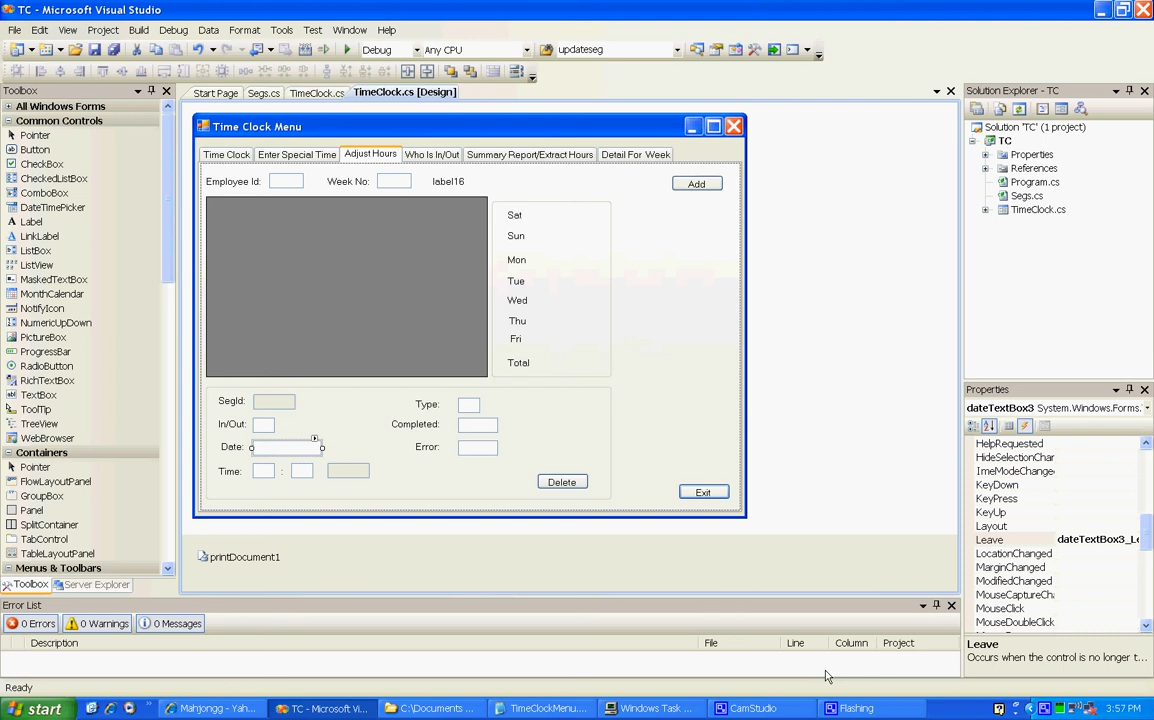 TC - Microsoft Visual Studio
File Edit View Project Build Debug Data Format Tools Test Window Help
Debug Any CPU updateseg
Toolbox
Start Page Segs.cs TimeClock.cs TimeClock.cs [Design]
Solution Explorer - TC
All Windows Forms
Common Controls
Pointer
Button
CheckBox
CheckedListBox
ComboBox
DateTimePicker
Label
LinkLabel
ListBox
ListView
MaskedTextBox
MonthCalendar
NotifyIcon
NumericUpDown
PictureBox
ProgressBar
RadioButton
RichTextBox
TextBox
ToolTip
TreeView
WebBrowser
Containers
Pointer
FlowLayoutPanel
GroupBox
Panel
SplitContainer
TabControl
TableLayoutPanel
Menus & Toolbars
Toolbox Server Explorer
Time Clock Menu
Time Clock Enter Special Time Adjust Hours Who Is In/Out Summary Report/Extract Hours Detail For Week
Employee Id: Week No: label16 Add
Sat
Sun
Mon
Tue
Wed
Thu
Fri
Total
SegId: Type:
In/Out: Completed:
Date: Error:
Time: :
Delete
Exit
printDocument1
Solution 'TC' (1 project)
TC
Properties
References
Program.cs
Segs.cs
TimeClock.cs
Properties
dateTextBox3 System.Windows.Forms.
HelpRequested
HideSelectionChar
ImeModeChange
KeyDown
KeyPress
KeyUp
Layout
Leave dateTextBox3_Le
LocationChanged
MarginChanged
ModifiedChanged
MouseCaptureCha
MouseClick
MouseDoubleClick
Leave
Occurs when the control is no longer t...
Error List
0 Errors 0 Warnings 0 Messages
Description File Line Column Project
Ready
start Mahjongg - Yah... TC - Microsoft Vis... C:\Documents ... TimeClockMenu.... Windows Task ... CamStudio Flashing 3:57 PM